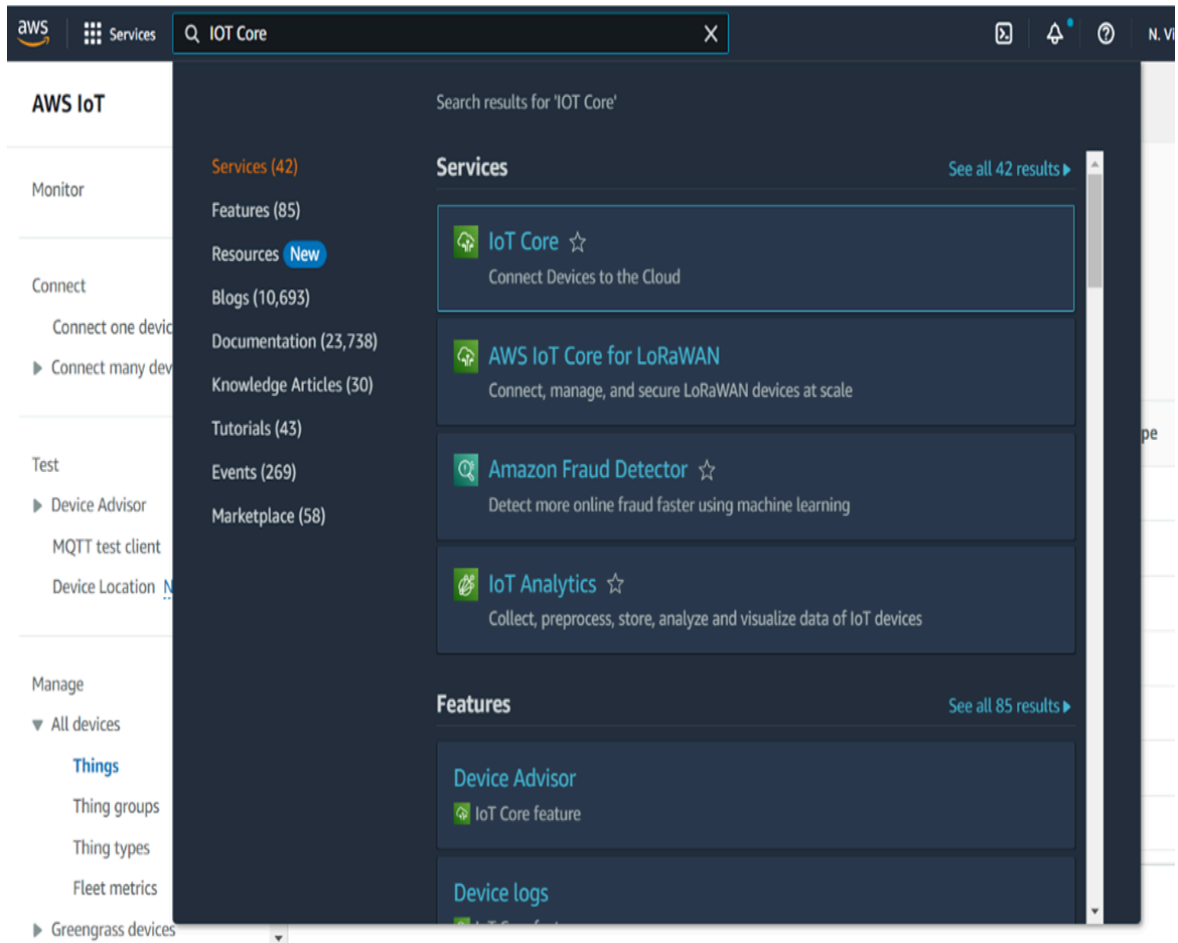 aws
Services
IOT Core
N. Vi
AWS IoT
Monitor
Connect
Connect one devic
Connect many dev
Test
Device Advisor
MQTT test client
Device Location N
Manage
All devices
Things
Thing groups
Thing types
Fleet metrics
Greengrass devices
Search results for 'IOT Core'
Services (42)
Features (85)
Resources New
Blogs (10,693)
Documentation (23,738)
Knowledge Articles (30)
Tutorials (43)
Events (269)
Marketplace (58)
Services
See all 42 results
IoT Core
Connect Devices to the Cloud
AWS IoT Core for LoRaWAN
Connect, manage, and secure LoRaWAN devices at scale
Amazon Fraud Detector
Detect more online fraud faster using machine learning
IoT Analytics
Collect, preprocess, store, analyze and visualize data of IoT devices
Features
See all 85 results
Device Advisor
IoT Core feature
Device logs
pe